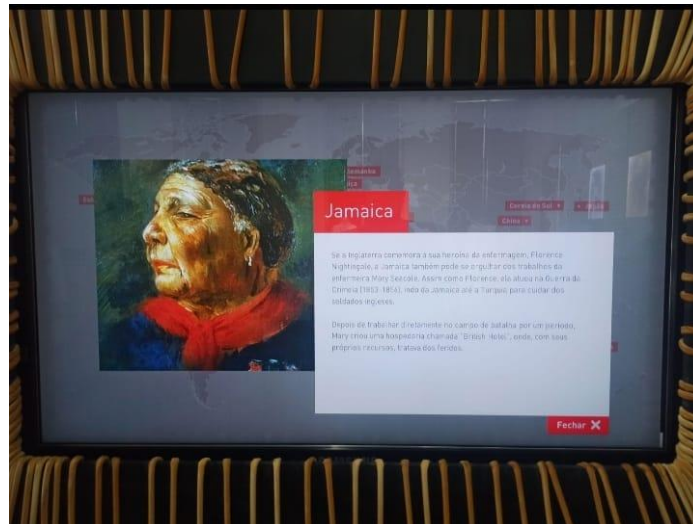 Alemanha
Jamaica
Coreia do Sul +
China +
Se a Inglaterra comemora a sua heroína da enfermagem, Florence
Nightingale, a Jamaica também pode se orgulhar dos trabalhos da
enfermeira Mary Seacole. Assim como Florence, ela atuou na Guerra da
Crimeia (1853-1856), indo da Jamaica até a Turquia, para cuidar dos
soldados ingleses.
Depois de trabalhar diretamente no campo de batalha por um período,
Mary criou uma hospedaria chamada "British Hotel", onde, com seus
próprios recursos, tratava dos feridos.
Fechar X